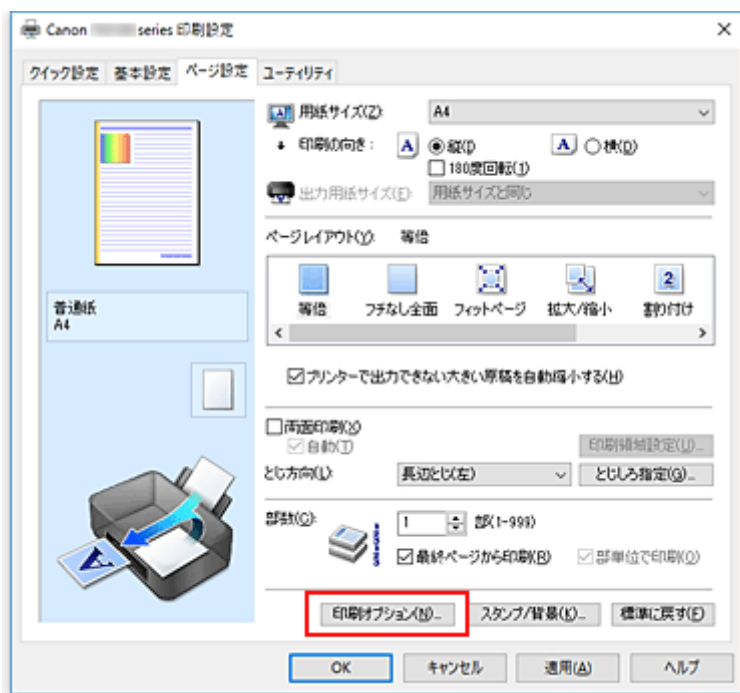 Canon series 印刷設定
クイック設定 基本設定 ページ設定 ユーティリティ
用紙サイズ(Z): A4
印刷の向き: A 縦(I) A 横(D)
180度回転(1)
出力用紙サイズ(E): 用紙サイズと同じ
ページレイアウト(Y): 等倍
等倍 フチなし全面 フィットページ 拡大/縮小 割り付け
2
普通紙
A4
プリンターで出力できない大きい原稿を自動縮小する(H)
両面印刷(X)
自動(T) 印刷領域設定(U)...
とじ方向(L): 長辺とじ(左) とじしろ指定(G)...
部数(C): 1 部(1-999)
最終ページから印刷(R) 部単位で印刷(O)
印刷オプション(N)... スタンプ/背景(K)... 標準に戻す(F)
OK キャンセル 適用(A) ヘルプ